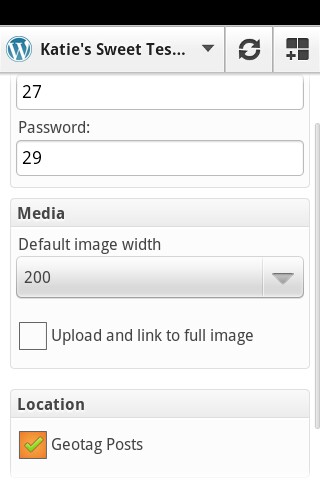 Katie's Sweet Tes...
27
Password:
29
Media
Default image width
200
Upload and link to full image
Location
Geotag Posts